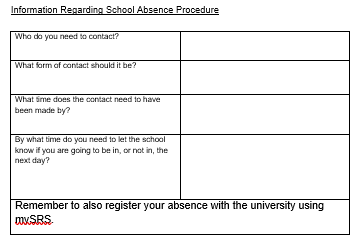 Information Regarding School Absence Procedure
Who do you need to contact?
What form of contact should it be?
What time does the contact need to have
been made by?
By what time do you need to let the school
know if you are going to be in, or not in, the
next day?
Remember to also register your absence with the university using
mySRS.